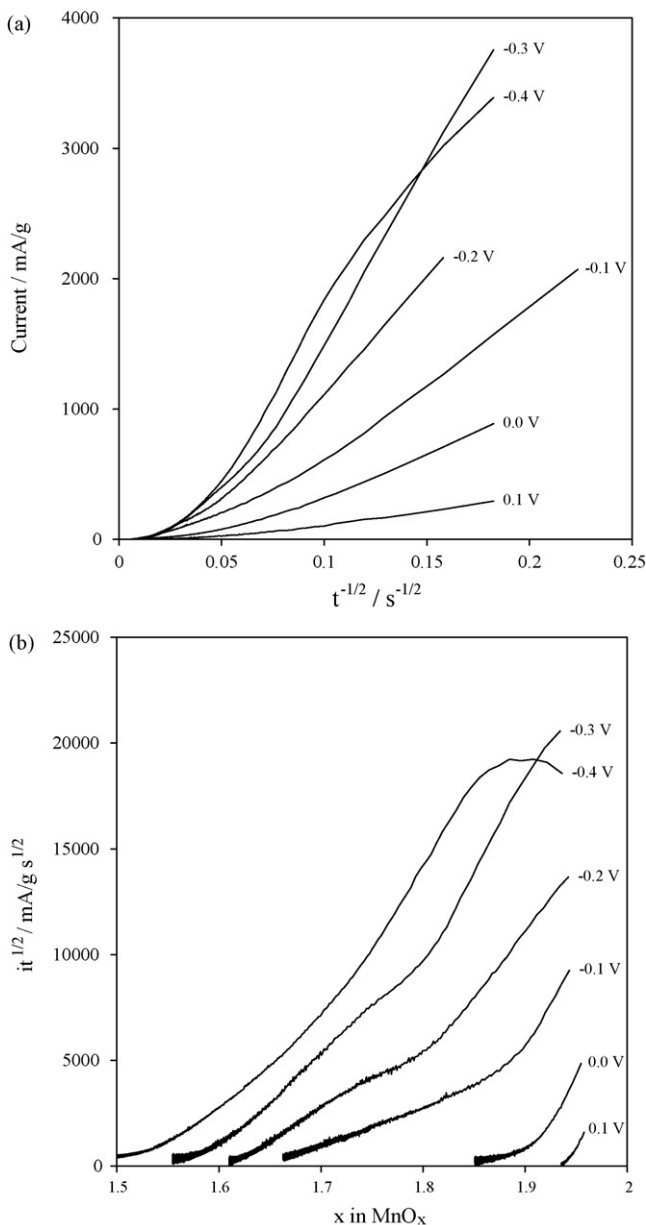 (a)
4000
3000
2000
1000
0
Current / mA/g
-0.3 V
-0.4 V
-0.2 V
-0.1 V
0.0 V
0.1 V
0
0.05
0.1
0.15
0.2
0.25
t^-1/2 / s^-1/2
(b)
25000
20000
15000
10000
5000
0
it^1/2 / mA/g s^1/2
-0.3 V
-0.4 V
-0.2 V
-0.1 V
0.0 V
0.1 V
1.5
1.6
1.7
1.8
1.9
2
x in MnOx